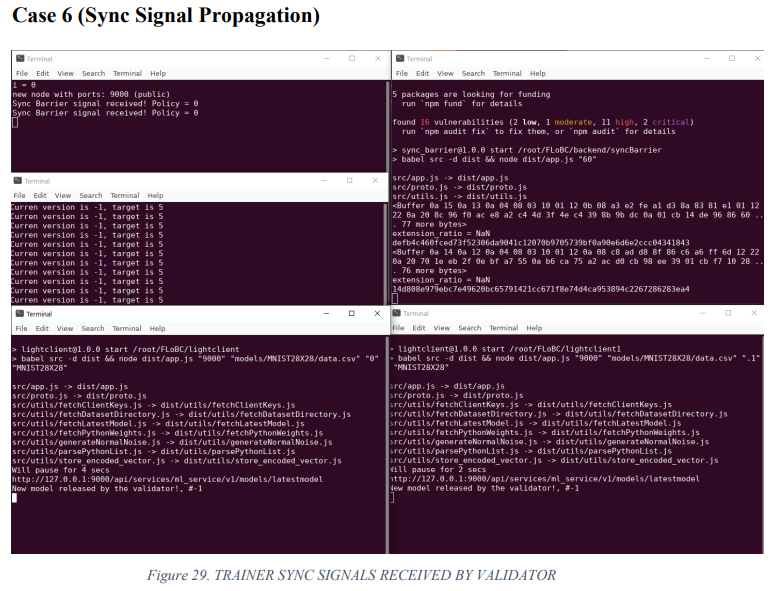 Case 6 (Sync Signal Propagation)
Terminal
File Edit View Search Terminal Help
i = 0
new node with ports: 9000 (public)
Sync Barrier signal received! Policy = 0
Sync Barrier signal received! Policy = 0
Terminal
File Edit View Search Terminal Help
5 packages are looking for funding
run `npm fund` for details
found 16 vulnerabilities (2 low, 1 moderate, 11 high, 2 critical)
run `npm audit fix` to fix them, or `npm audit` for details
> sync_barrier@1.0.0 start /root/FLoBC/backend/syncBarrier
> babel src -d dist && node dist/app.js "60"
src/app.js -> dist/app.js
src/proto.js -> dist/proto.js
src/utils.js -> dist/utils.js
<Buffer 0a 15 0a 13 0a 04 08 03 10 01 12 0b 08 a3 e2 fe a1 d3 8a 83 81 e1 01 12
22 0a 20 8c 96 f0 ac e8 a2 c4 4d 3f 4e c4 39 8b 9b dc 0a 01 cb 14 de 96 86 60 ..
. 77 more bytes>
extension_ratio = NaN
defb4c460fced73f52306da9041c12070b9705739bf0a90e6d6e2ccc04341843
<Buffer 0a 14 0a 12 0a 04 08 03 10 01 12 0a 08 c8 ad d8 8f 86 c6 a6 ff 6d 12 22
0a 20 70 1e eb 2f 0e bf a7 55 0a b6 ca 75 a2 ac d0 cb 98 ee 39 01 cb f7 10 28 ..
. 76 more bytes>
extension_ratio = NaN
14d808e979ebc7e49620bc65791421cc671f8e74d4ca953894c2267286283ea4
Terminal
File Edit View Search Terminal Help
Curren version is -1, target is 5
Curren version is -1, target is 5
Curren version is -1, target is 5
Curren version is -1, target is 5
Curren version is -1, target is 5
Curren version is -1, target is 5
Curren version is -1, target is 5
Curren version is -1, target is 5
Curren version is -1, target is 5
Curren version is -1, target is 5
Curren version is -1, target is 5
Terminal
File Edit View Search Terminal Help
> lightclient@1.0.0 start /root/FLoBC/lightclient
> babel src -d dist && node dist/app.js "9000" "models/MNIST28X28/data.csv" "0"
"MNIST28X28"
src/app.js -> dist/app.js
src/proto.js -> dist/proto.js
src/utils/fetchClientKeys.js -> dist/utils/fetchClientKeys.js
src/utils/fetchDatasetDirectory.js -> dist/utils/fetchDatasetDirectory.js
src/utils/fetchLatestModel.js -> dist/utils/fetchLatestModel.js
src/utils/fetchPythonWeights.js -> dist/utils/fetchPythonWeights.js
src/utils/generateNormalNoise.js -> dist/utils/generateNormalNoise.js
src/utils/parsePythonList.js -> dist/utils/parsePythonList.js
src/utils/store_encoded_vector.js -> dist/utils/store_encoded_vector.js
Will pause for 4 secs
http://127.0.0.1:9000/api/services/ml_service/v1/models/latestmodel
New model released by the validator!, #-1
Terminal
File Edit View Search Terminal Help
> lightclient@1.0.0 start /root/FLoBC/lightclient1
> babel src -d dist && node dist/app.js "9000" "models/MNIST28X28/data.csv" ".1"
"MNIST28X28"
src/app.js -> dist/app.js
src/proto.js -> dist/proto.js
src/utils/fetchClientKeys.js -> dist/utils/fetchClientKeys.js
src/utils/fetchDatasetDirectory.js -> dist/utils/fetchDatasetDirectory.js
src/utils/fetchLatestModel.js -> dist/utils/fetchLatestModel.js
src/utils/fetchPythonWeights.js -> dist/utils/fetchPythonWeights.js
src/utils/generateNormalNoise.js -> dist/utils/generateNormalNoise.js
src/utils/parsePythonList.js -> dist/utils/parsePythonList.js
src/utils/store_encoded_vector.js -> dist/utils/store_encoded_vector.js
Will pause for 2 secs
http://127.0.0.1:9000/api/services/ml_service/v1/models/latestmodel
New model released by the validator!, #-1
Figure 29. TRAINER SYNC SIGNALS RECEIVED BY VALIDATOR